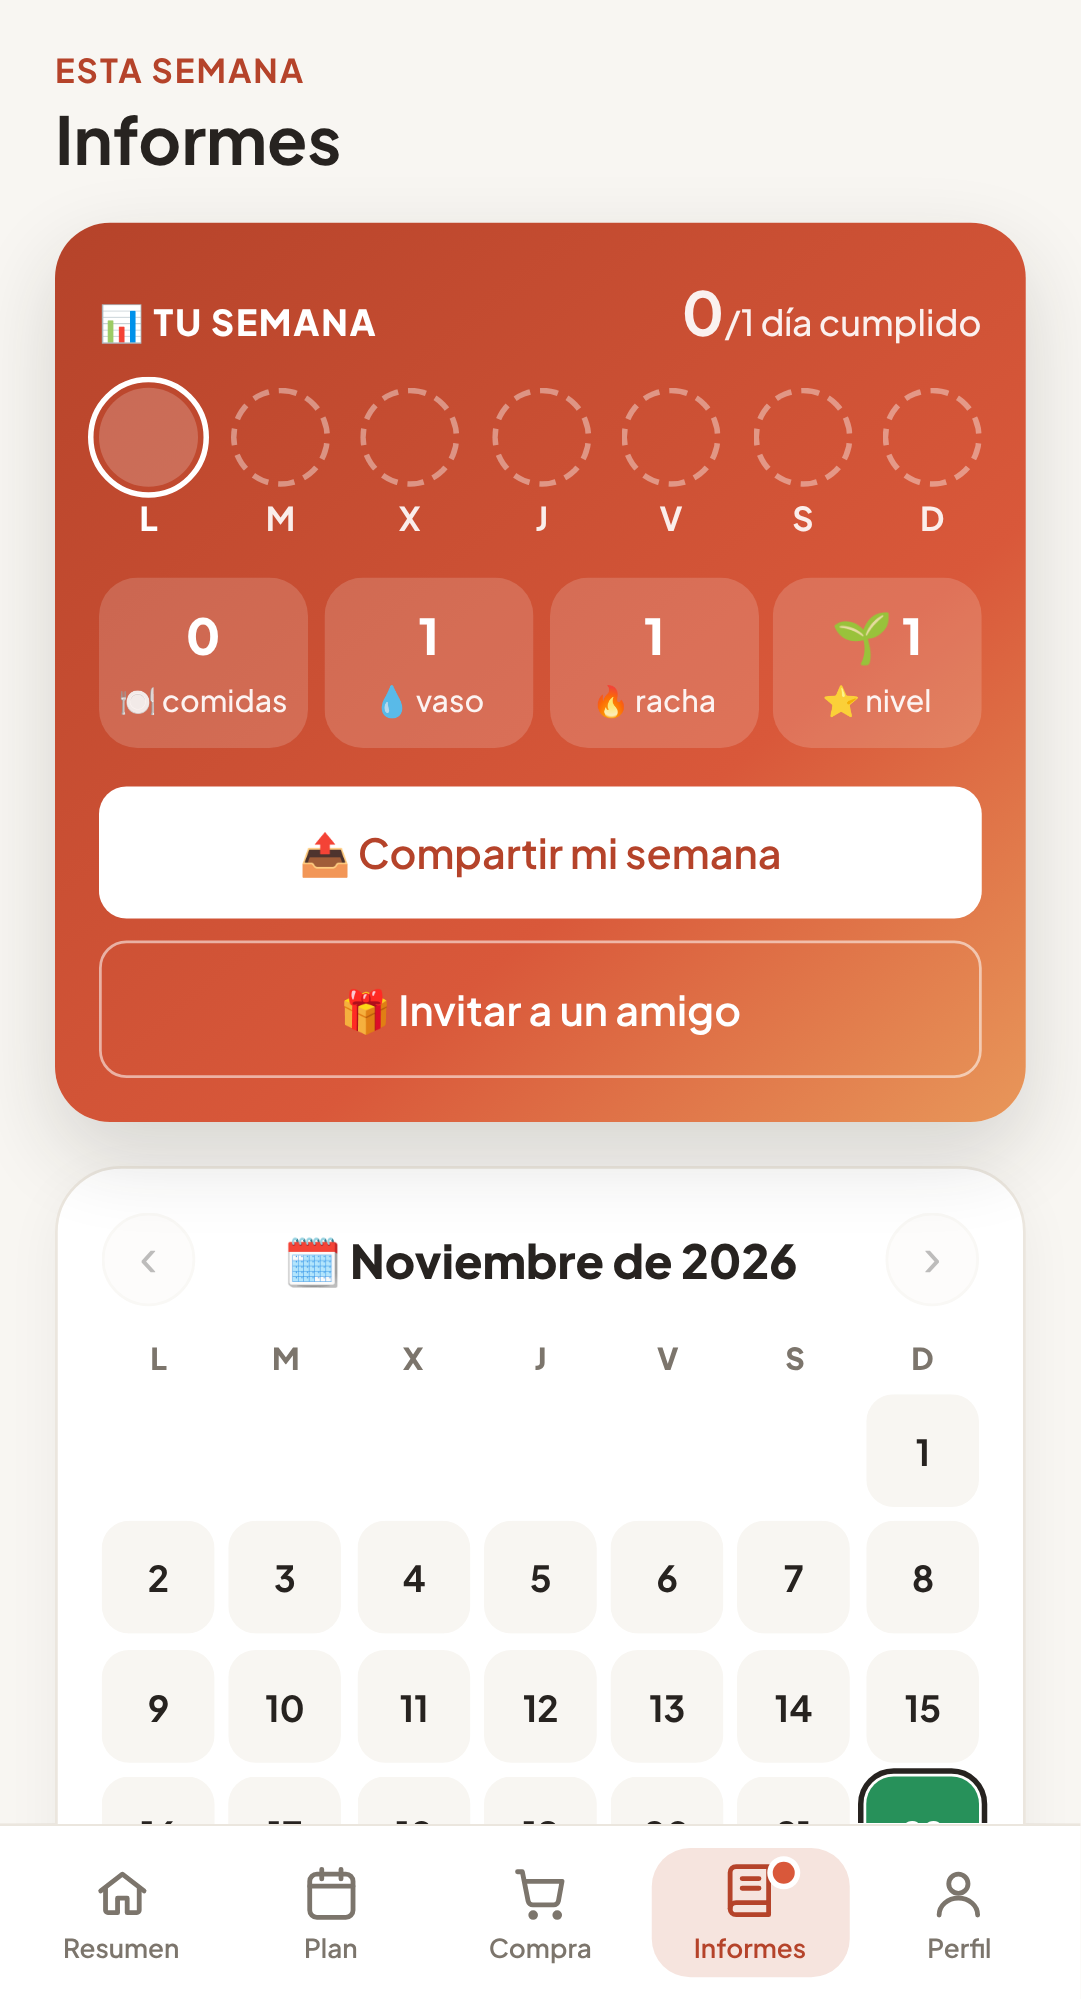 ESTA SEMANA
Informes
📊 TU SEMANA 0/1 día cumplido
L M X J V S D
0 1 1 🌱 1
🍽️ comidas 💧 vaso 🔥 racha ⭐ nivel
📤 Compartir mi semana
🎁 Invitar a un amigo
‹ 🗓️ Noviembre de 2026 ›
L M X J V S D
1
2 3 4 5 6 7 8
9 10 11 12 13 14 15
Resumen Plan Compra Informes Perfil